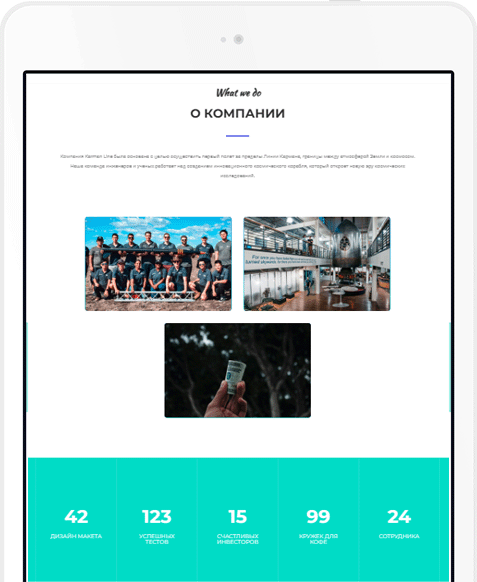 What we do
О КОМПАНИИ
Компания Karman Line была основана с целью осуществить первый полет за пределы Линии Кармана, границы между атмосферой Земли и космосом.
Наша команда инженеров и ученых работает над созданием инновационного космического корабля, который откроет новую эру космических
исследований.
42
123
15
99
24
ДИЗАЙН МАКЕТА
УСПЕШНЫХ
ТЕСТОВ
СЧАСТЛИВЫХ
ИНВЕСТОРОВ
КРУЖЕК ДЛЯ
КОФЕ
СОТРУДНИКА